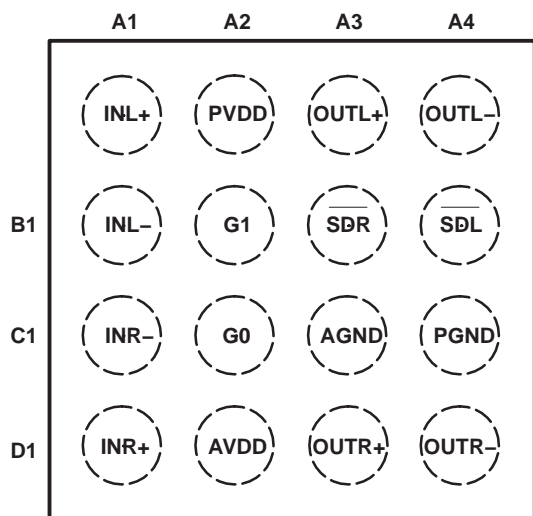 A1 A2 A3 A4
INL+ PVDD OUTL+ OUTL–
B1 INL– G1 SDR SDL
C1 INR– G0 AGND PGND
D1 INR+ AVDD OUTR+ OUTR–